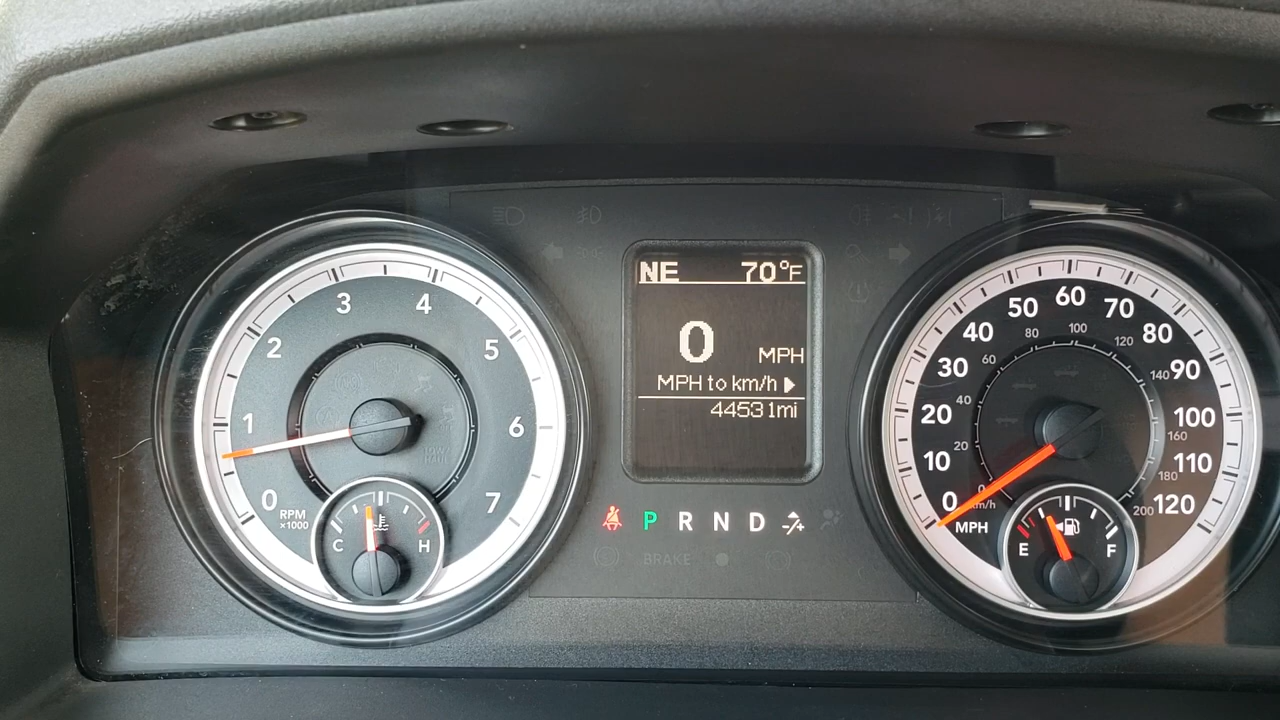 NE 70°F
0 MPH
MPH to km/h
44531mi
0 1 2 3 4 5 6 7
RPM
x1000
C H
P R N D -/+
BRAKE
0 10 20 30 40 50 60 70 80 90 100 110 120
MPH
0 20 40 60 80 100 120 140 160 180 200
km/h
E F